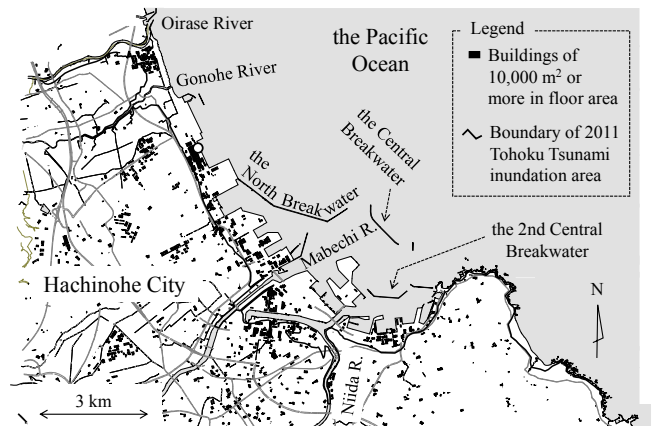 Oirase River
the Pacific
Ocean
Legend
Buildings of
10,000 m² or
more in floor area
Boundary of 2011
Tohoku Tsunami
inundation area
Gonohe River
the Central
Breakwater
the
North Breakwater
Mabechi R.
the 2nd Central
Breakwater
Hachinohe City
N
Niida R.
3 km